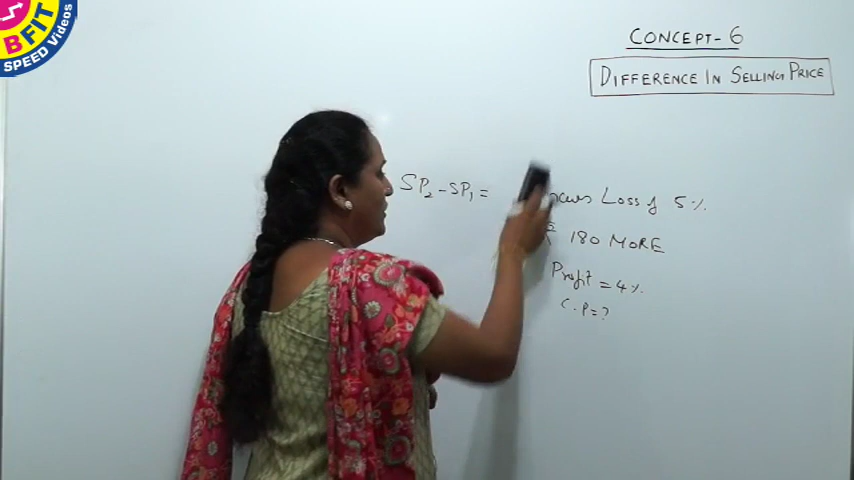 BFIT
SPEED Videos
CONCEPT-6
DIFFERENCE IN SELLING PRICE
SP₂-SP₁=
Loss of 5%.
180 MORE
Profit = 4%.
C.P=?